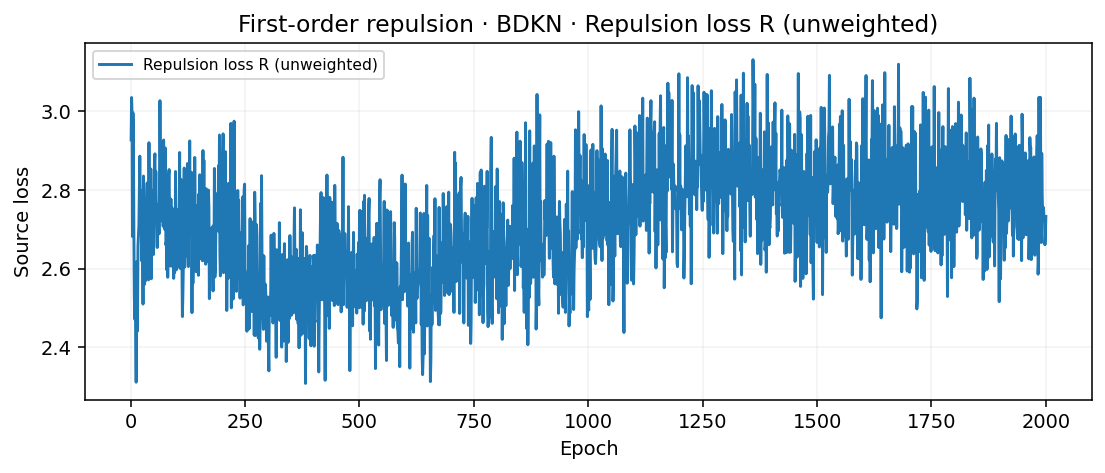 First-order repulsion · BDKN · Repulsion loss R (unweighted)
Repulsion loss R (unweighted)
Source loss
3.0
2.8
2.6
2.4
0 250 500 750 1000 1250 1500 1750 2000
Epoch